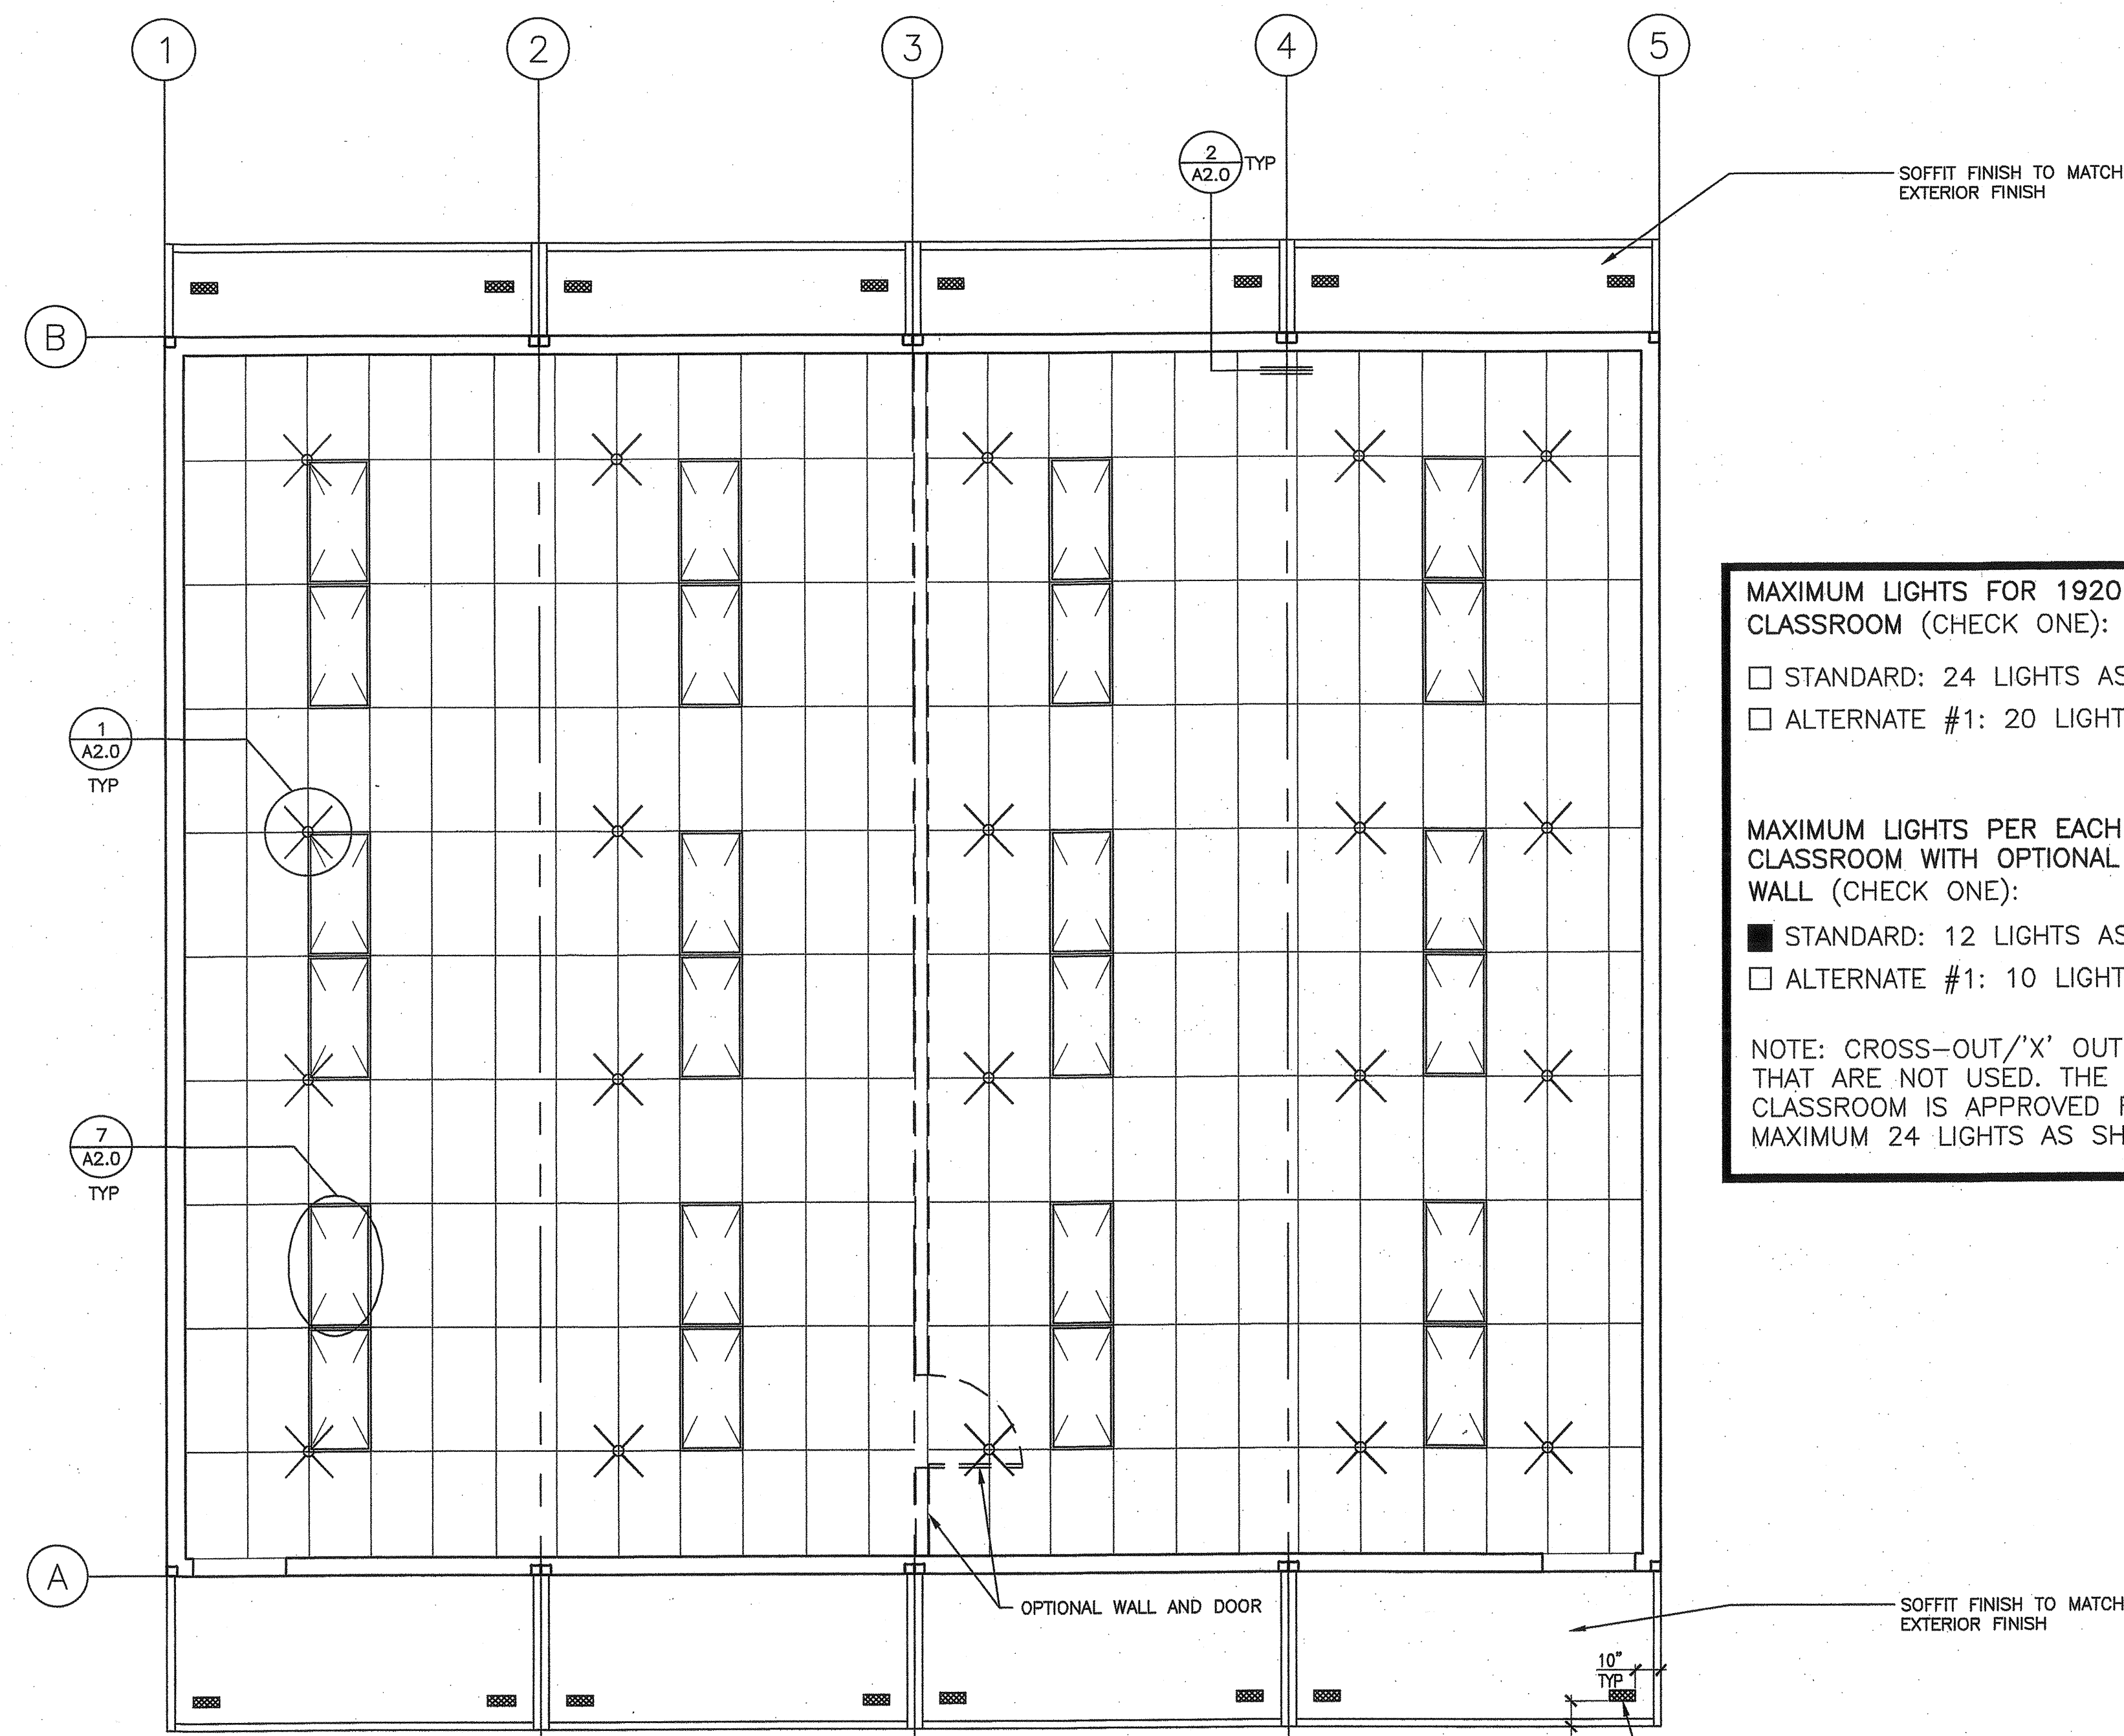 1
2
3
4
5
2
A2.0
TYP
SOFFIT FINISH TO MATCH
EXTERIOR FINISH
B
MAXIMUM LIGHTS FOR 1920
CLASSROOM (CHECK ONE):
STANDARD: 24 LIGHTS AS
ALTERNATE #1: 20 LIGHT
1
A2.0
TYP
MAXIMUM LIGHTS PER EACH
CLASSROOM WITH OPTIONAL
WALL (CHECK ONE):
STANDARD: 12 LIGHTS AS
ALTERNATE #1: 10 LIGHT
NOTE: CROSS-OUT/'X' OUT
THAT ARE NOT USED. THE
CLASSROOM IS APPROVED
MAXIMUM 24 LIGHTS AS SH
7
A2.0
TYP
A
OPTIONAL WALL AND DOOR
SOFFIT FINISH TO MATCH
EXTERIOR FINISH
10"
TYP